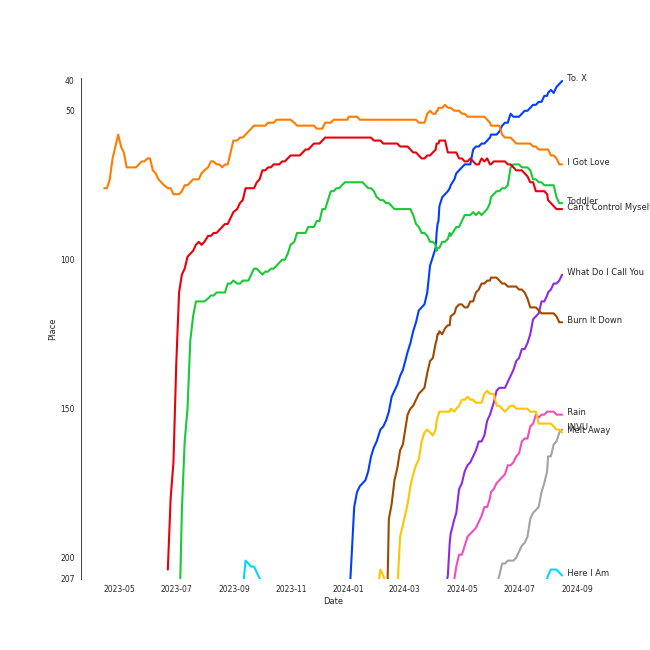 40
50
100
150
200
207
Place
To. X
I Got Love
Toddler
Can't Control Mysel
What Do I Call You
Burn It Down
Rain
INVU
Melt Away
Here I Am
2023-05
2023-07
2023-09
2023-11
2024-01
2024-03
2024-05
2024-07
2024-09
Date